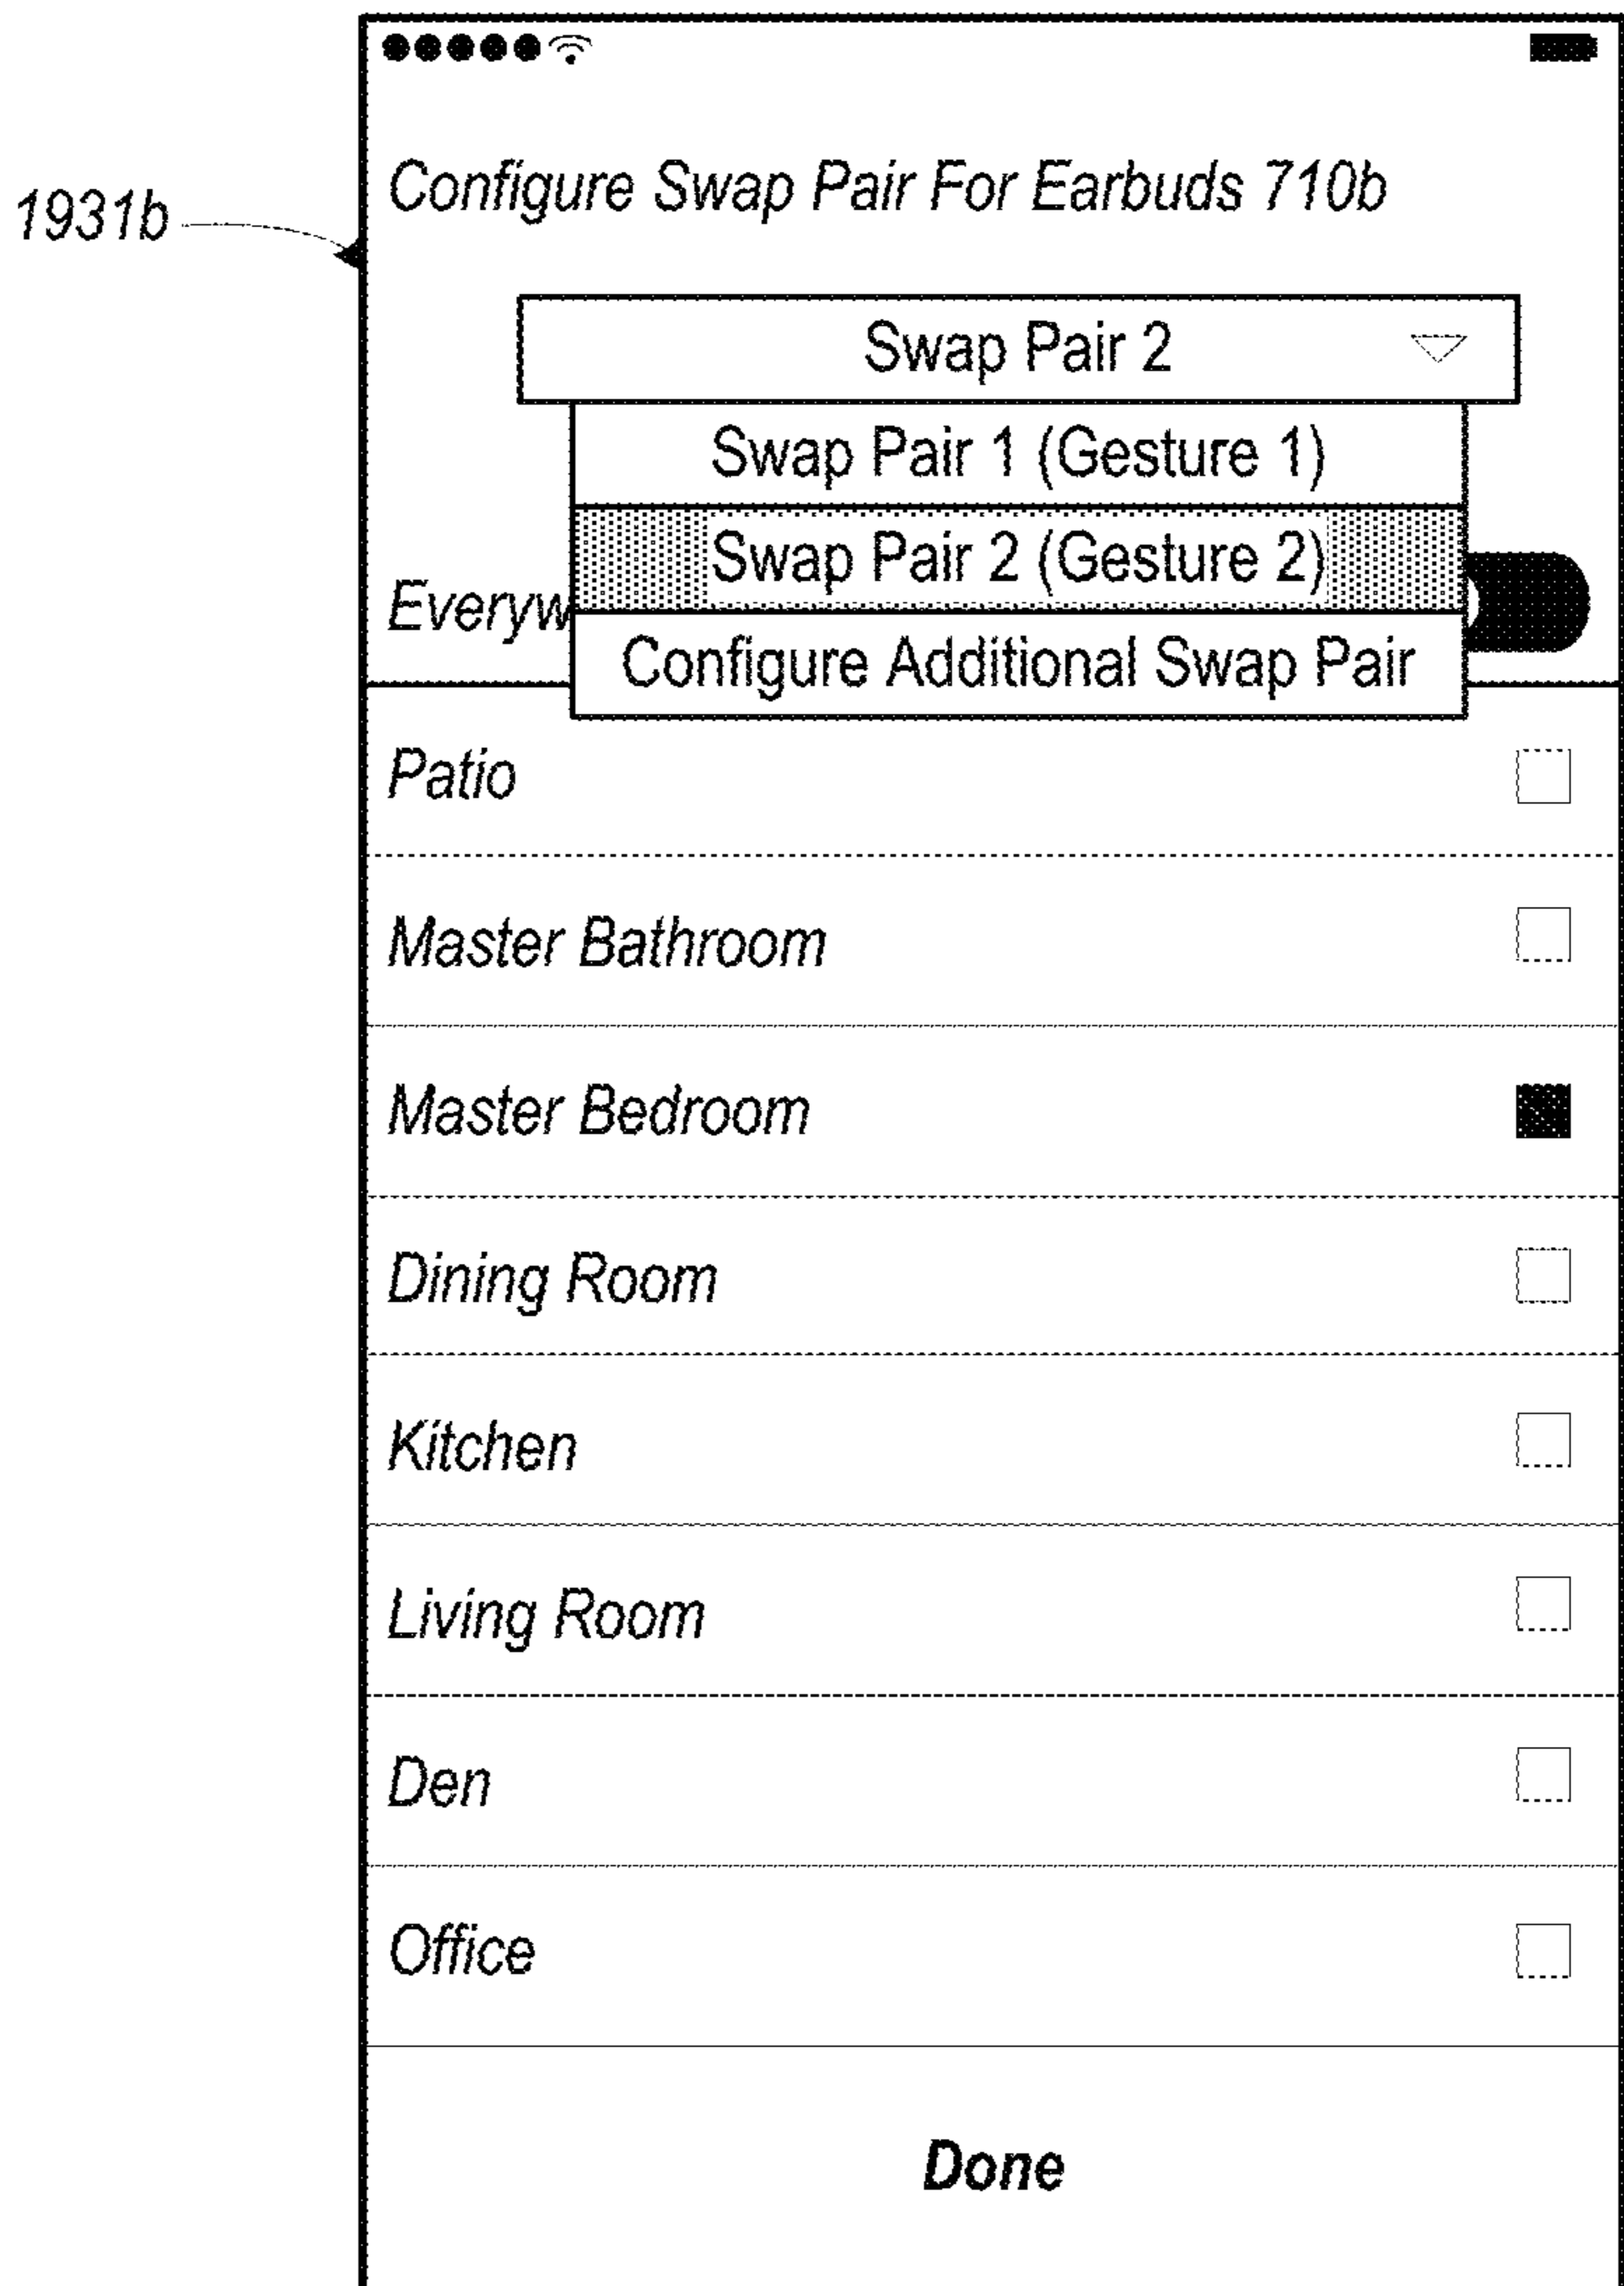 1931b
Configure Swap Pair For Earbuds 710b
Swap Pair 2
Swap Pair 1 (Gesture 1)
Swap Pair 2 (Gesture 2)
Everyw
Configure Additional Swap Pair
Patio
Master Bathroom
Master Bedroom
Dining Room
Kitchen
Living Room
Den
Office
Done